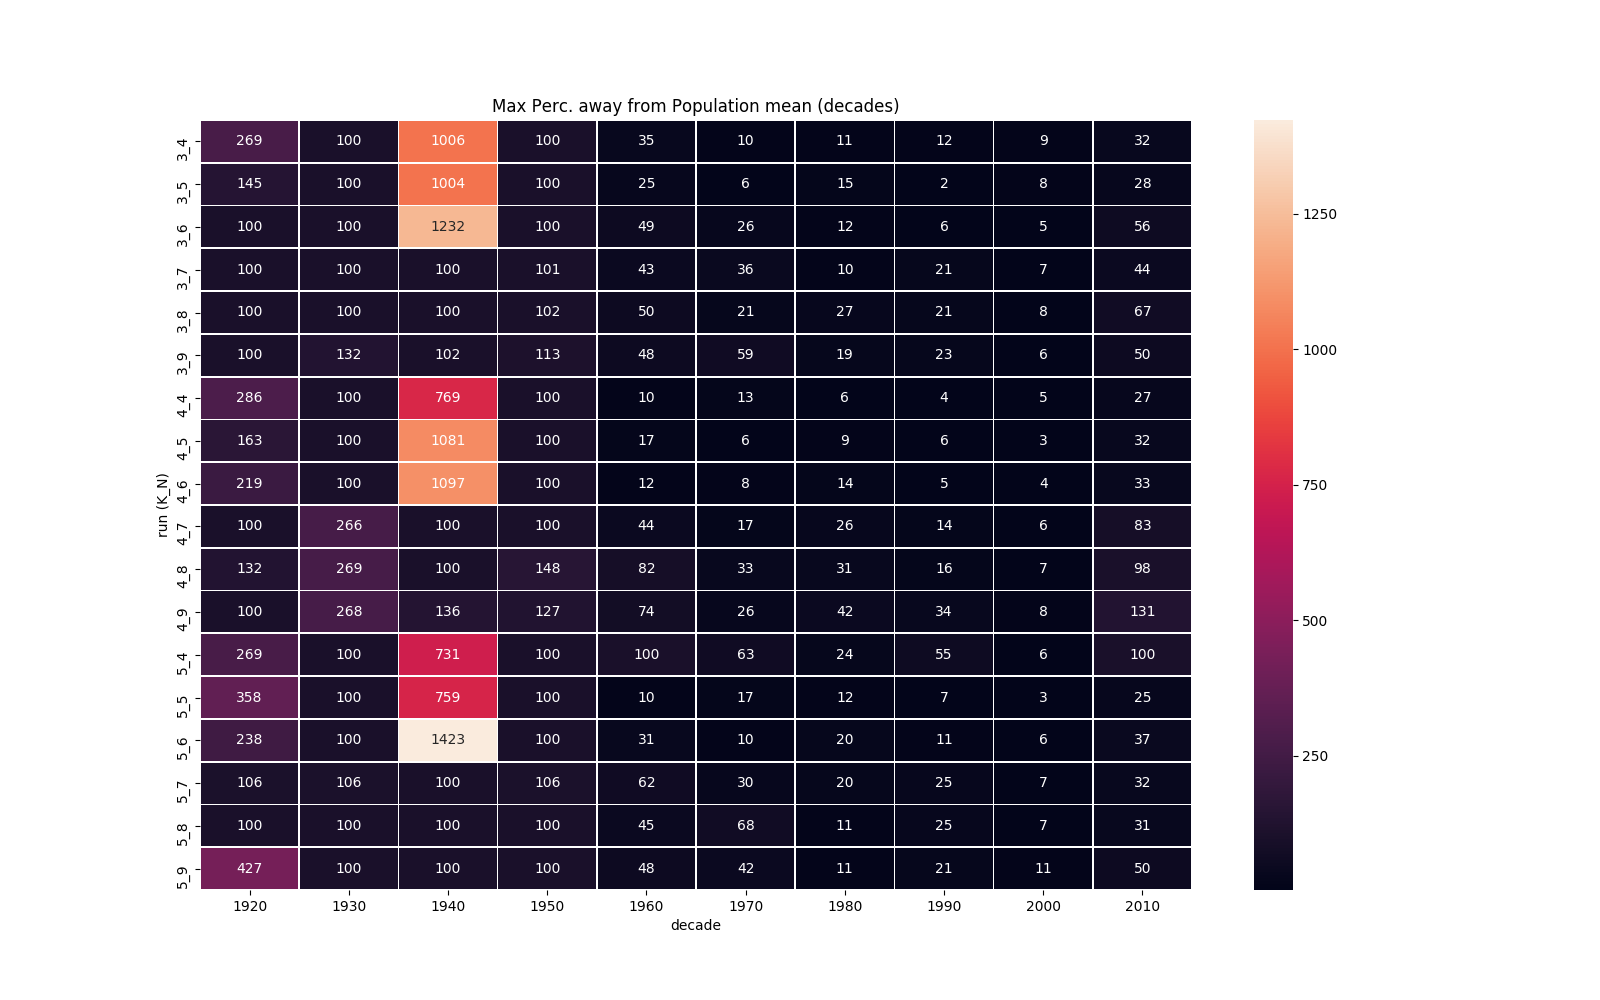 Max Perc. away from Population mean (decades)
3_4 269 100 1006 100 35 10 11 12 9 32
3_5 145 100 1004 100 25 6 15 2 8 28
3_6 100 100 1232 100 49 26 12 6 5 56
3_7 100 100 100 101 43 36 10 21 7 44
3_8 100 100 100 102 50 21 27 21 8 67
3_9 100 132 102 113 48 59 19 23 6 50
4_4 286 100 769 100 10 13 6 4 5 27
4_5 163 100 1081 100 17 6 9 6 3 32
4_6 219 100 1097 100 12 8 14 5 4 33
4_7 100 266 100 100 44 17 26 14 6 83
4_8 132 269 100 148 82 33 31 16 7 98
4_9 100 268 136 127 74 26 42 34 8 131
5_4 269 100 731 100 100 63 24 55 6 100
5_5 358 100 759 100 10 17 12 7 3 25
5_6 238 100 1423 100 31 10 20 11 6 37
5_7 106 106 100 106 62 30 20 25 7 32
5_8 100 100 100 100 45 68 11 25 7 31
5_9 427 100 100 100 48 42 11 21 11 50
1920 1930 1940 1950 1960 1970 1980 1990 2000 2010
decade
run (K_N)
1250
1000
750
500
250